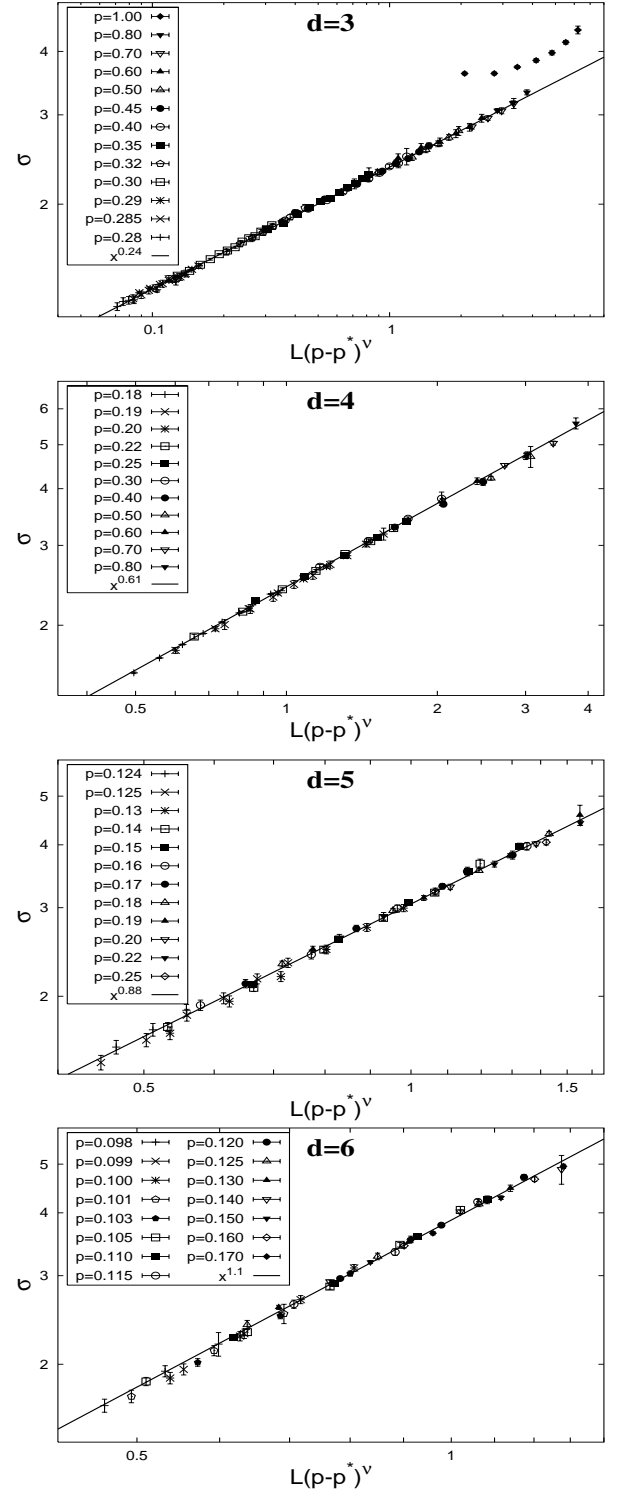 d=3
p=1.00
p=0.80
p=0.70
p=0.60
p=0.50
p=0.45
p=0.40
p=0.35
p=0.32
p=0.30
p=0.29
p=0.285
p=0.28
x^0.24
4
3
2
σ
0.1 1
L(p-p*)^ν
d=4
p=0.18
p=0.19
p=0.20
p=0.22
p=0.25
p=0.30
p=0.40
p=0.50
p=0.60
p=0.70
p=0.80
x^0.61
6
5
4
3
2
σ
0.5 1 2 3 4
L(p-p*)^ν
d=5
p=0.124
p=0.125
p=0.13
p=0.14
p=0.15
p=0.16
p=0.17
p=0.18
p=0.19
p=0.20
p=0.22
p=0.25
x^0.88
5
4
3
2
σ
0.5 1 1.5
L(p-p*)^ν
d=6
p=0.098 p=0.120
p=0.099 p=0.125
p=0.100 p=0.130
p=0.101 p=0.140
p=0.103 p=0.150
p=0.105 p=0.160
p=0.110 p=0.170
p=0.115 x^1.1
5
4
3
2
σ
0.5 1
L(p-p*)^ν